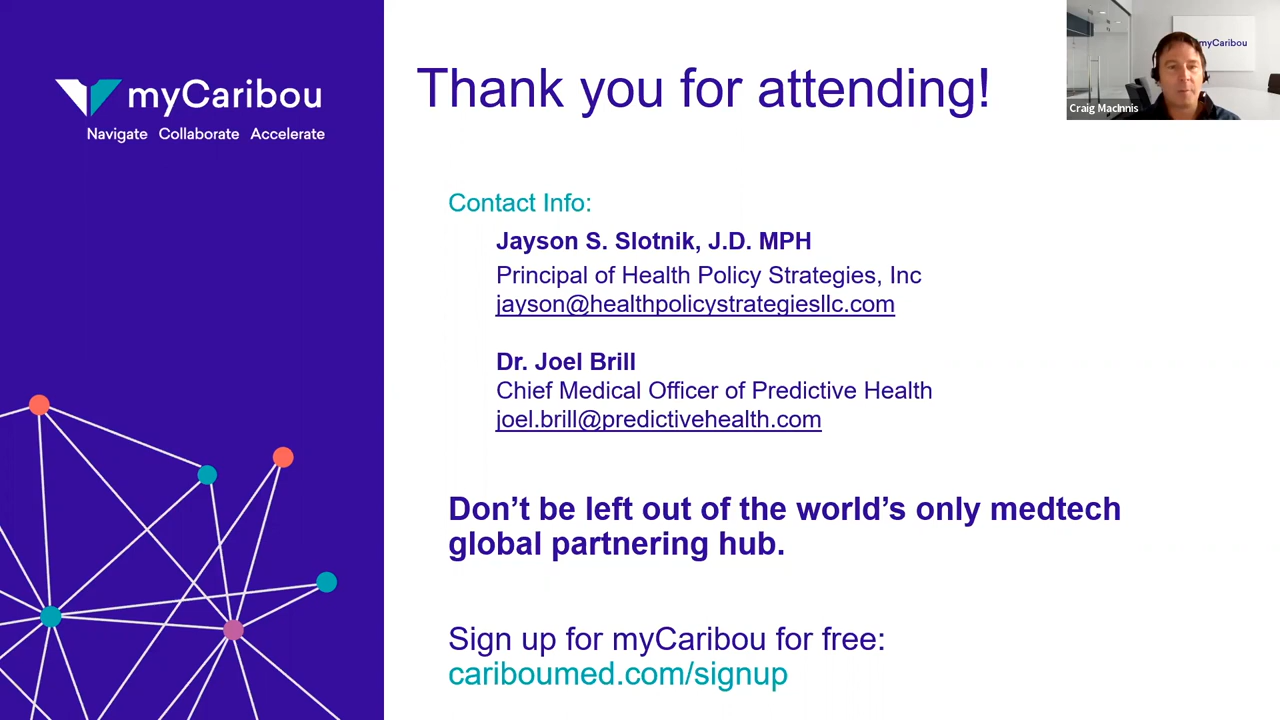 myCaribou
Navigate Collaborate Accelerate
Thank you for attending!
myCaribou
Craig MacInnis
Contact Info:
Jayson S. Slotnik, J.D. MPH
Principal of Health Policy Strategies, Inc
jayson@healthpolicystrategiesllc.com
Dr. Joel Brill
Chief Medical Officer of Predictive Health
joel.brill@predictivehealth.com
Don’t be left out of the world’s only medtech
global partnering hub.
Sign up for myCaribou for free:
cariboumed.com/signup